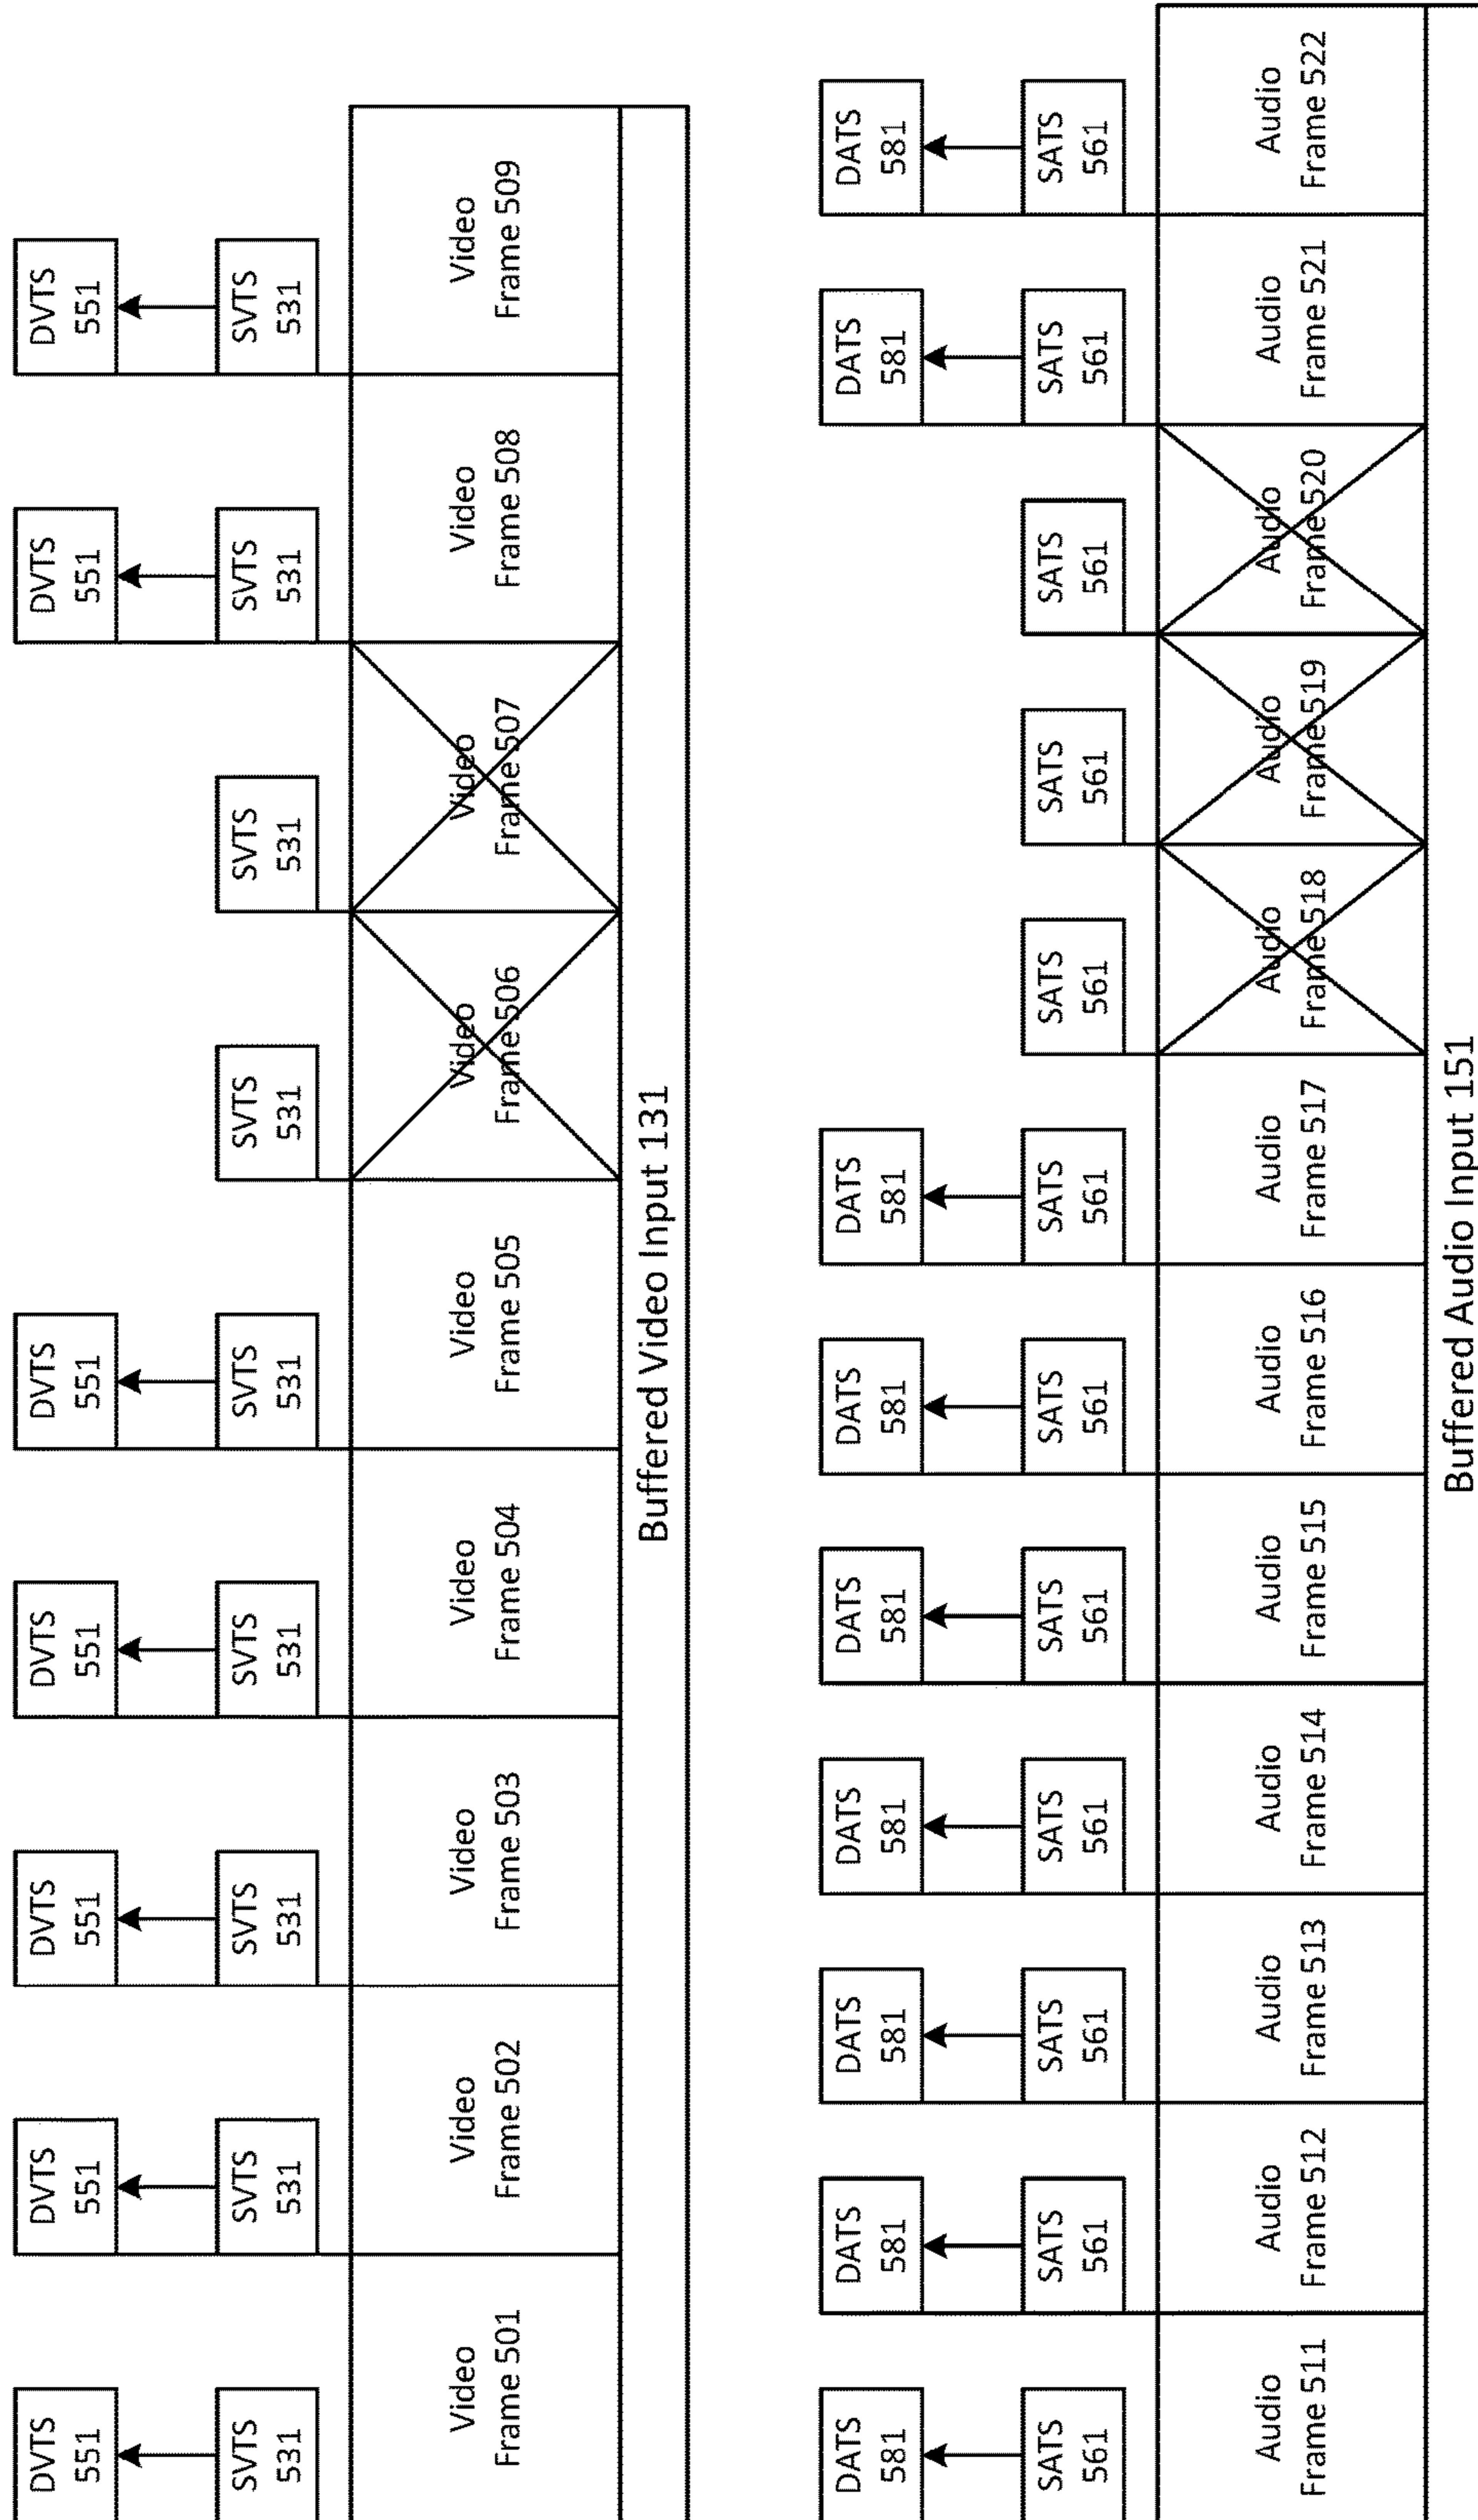 DVTS
551
DVTS
551
DVTS
551
DVTS
551
DVTS
551
DVTS
551
DVTS
551
SVTS
531
SVTS
531
SVTS
531
SVTS
531
SVTS
531
SVTS
531
SVTS
531
SVTS
531
SVTS
531
Video
Frame 501
Video
Frame 502
Video
Frame 503
Video
Frame 504
Video
Frame 505
Video
Frame 506
Video
Frame 507
Video
Frame 508
Video
Frame 509
Buffered Video Input 131
DATS
581
DATS
581
DATS
581
DATS
581
DATS
581
DATS
581
DATS
581
DATS
581
DATS
581
SATS
561
SATS
561
SATS
561
SATS
561
SATS
561
SATS
561
SATS
561
SATS
561
SATS
561
SATS
561
SATS
561
SATS
561
Audio
Frame 511
Audio
Frame 512
Audio
Frame 513
Audio
Frame 514
Audio
Frame 515
Audio
Frame 516
Audio
Frame 517
Audio
Frame 518
Audio
Frame 519
Audio
Frame 520
Audio
Frame 521
Audio
Frame 522
Buffered Audio Input 151